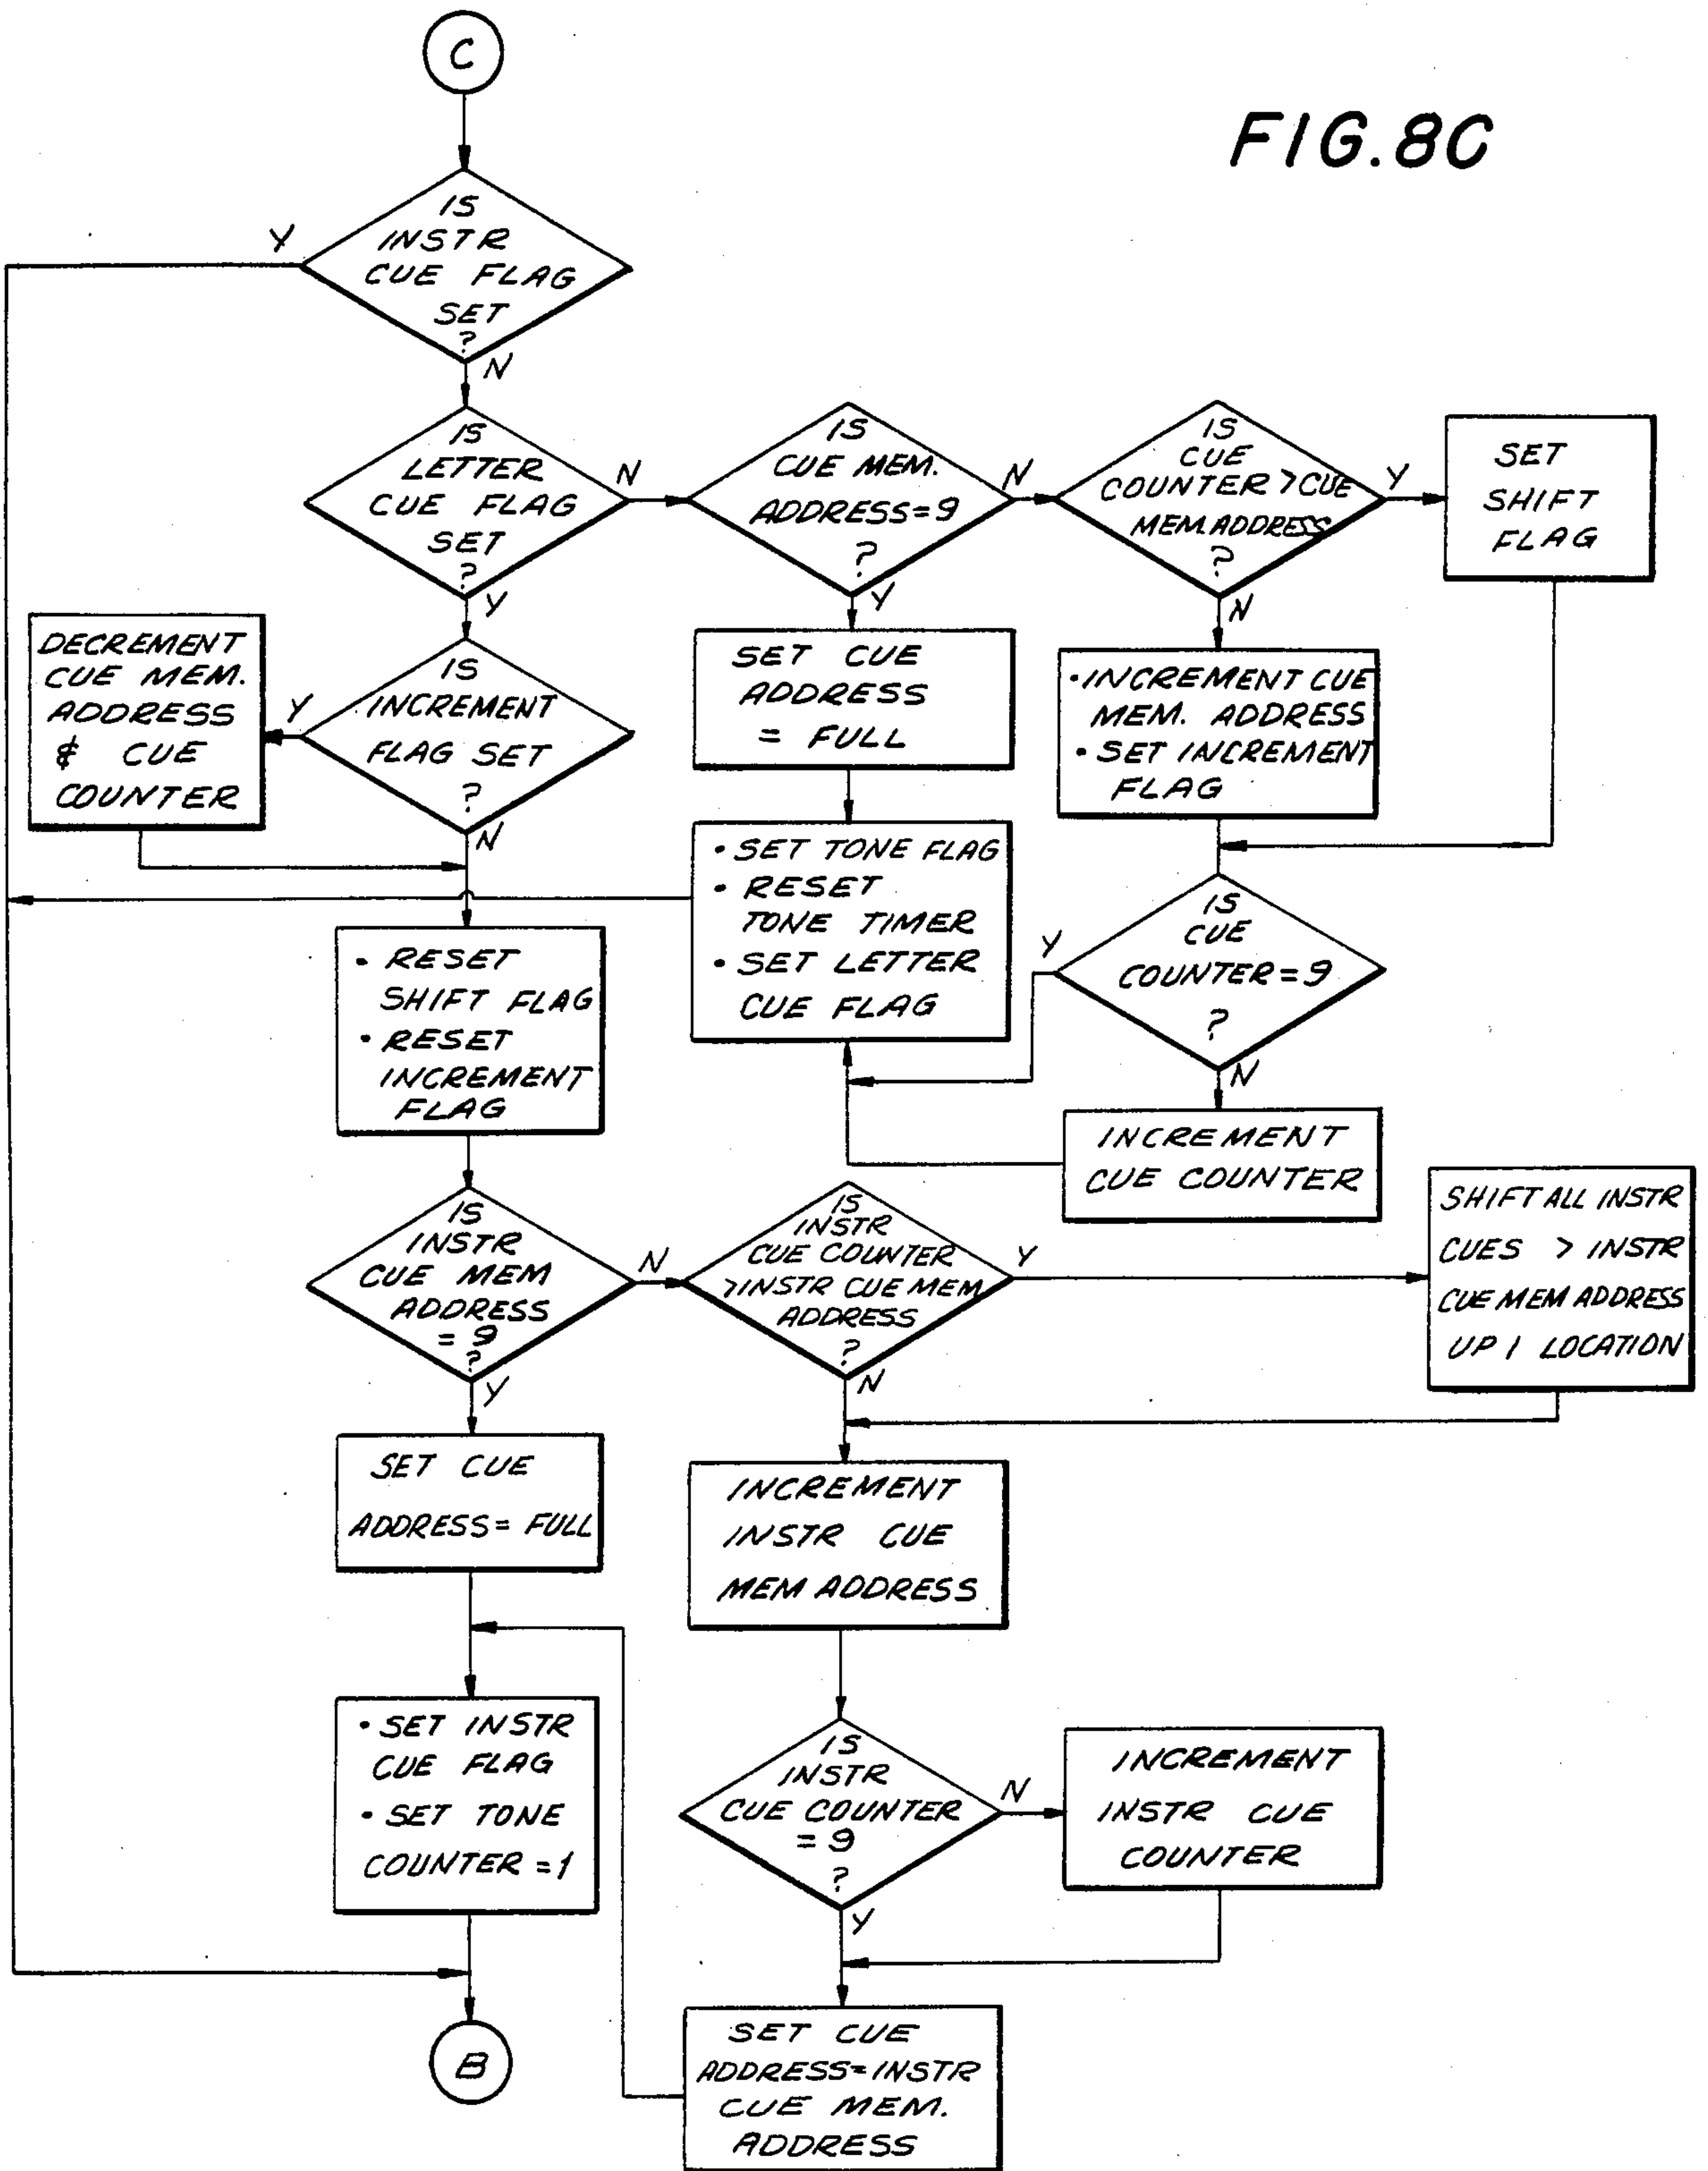 C
FIG. 8C
IS
INSTR
CUE FLAG
SET
?
Y
N
IS
LETTER
CUE FLAG
SET
?
N
Y
IS
CUE MEM.
ADDRESS=9
?
N
Y
IS
CUE
COUNTER>CUE
MEM. ADDRESS
?
Y
N
SET
SHIFT
FLAG
DECREMENT
CUE MEM.
ADDRESS
& CUE
COUNTER
IS
INCREMENT
FLAG SET
?
Y
N
SET CUE
ADDRESS
= FULL
• INCREMENT CUE
MEM. ADDRESS
• SET INCREMENT
FLAG
• SET TONE FLAG
• RESET
TONE TIMER
• SET LETTER
CUE FLAG
IS
CUE
COUNTER=9
?
Y
N
• RESET
SHIFT FLAG
• RESET
INCREMENT
FLAG
INCREMENT
CUE COUNTER
IS
INSTR
CUE MEM
ADDRESS
= 9
?
N
Y
IS
INSTR
CUE COUNTER
>INSTR CUE MEM
ADDRESS
?
Y
N
SHIFT ALL INSTR
CUES > INSTR
CUE MEM ADDRESS
UP 1 LOCATION
SET CUE
ADDRESS= FULL
INCREMENT
INSTR CUE
MEM ADDRESS
• SET INSTR
CUE FLAG
• SET TONE
COUNTER =1
IS
INSTR
CUE COUNTER
= 9
?
N
Y
INCREMENT
INSTR CUE
COUNTER
B
SET CUE
ADDRESS=INSTR
CUE MEM.
ADDRESS